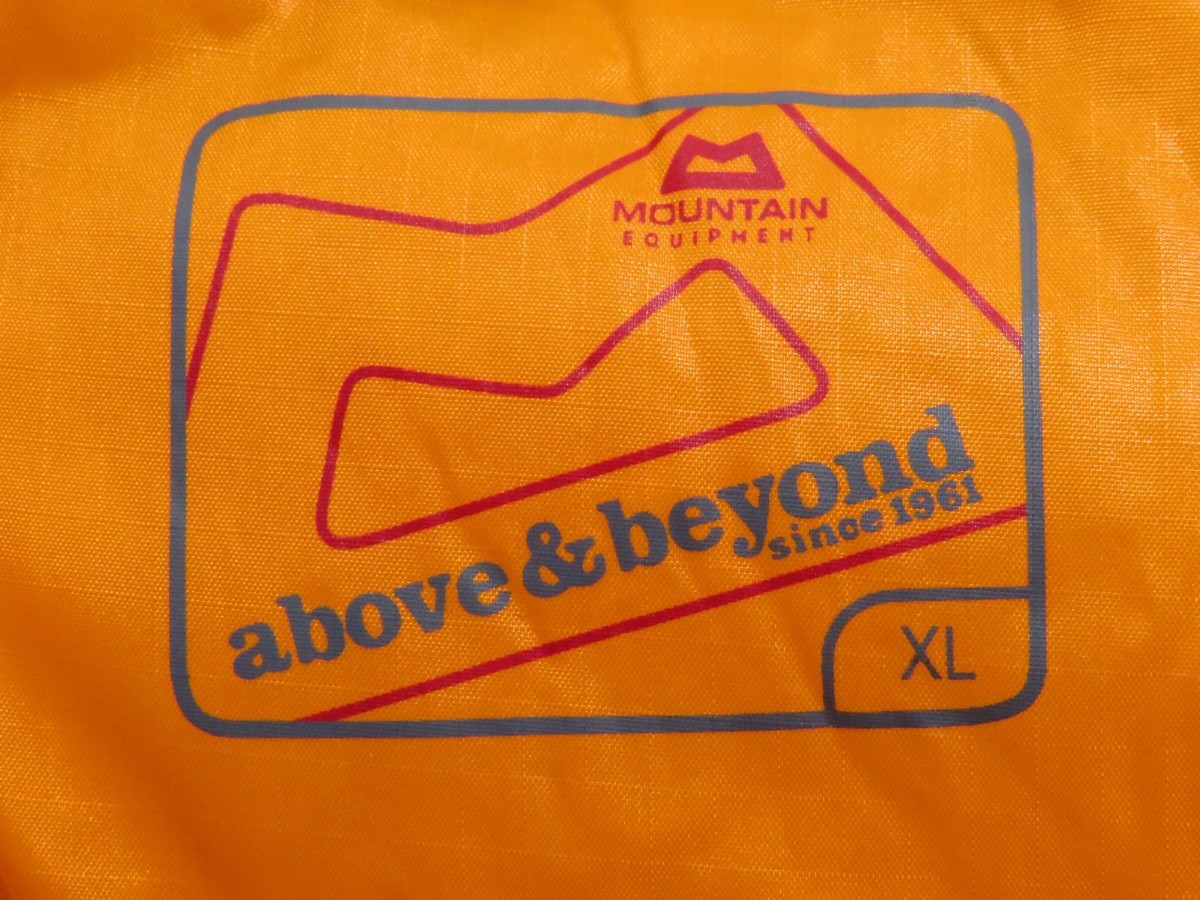 MOUNTAIN
EQUIPMENT
above & beyond
since 1961
XL